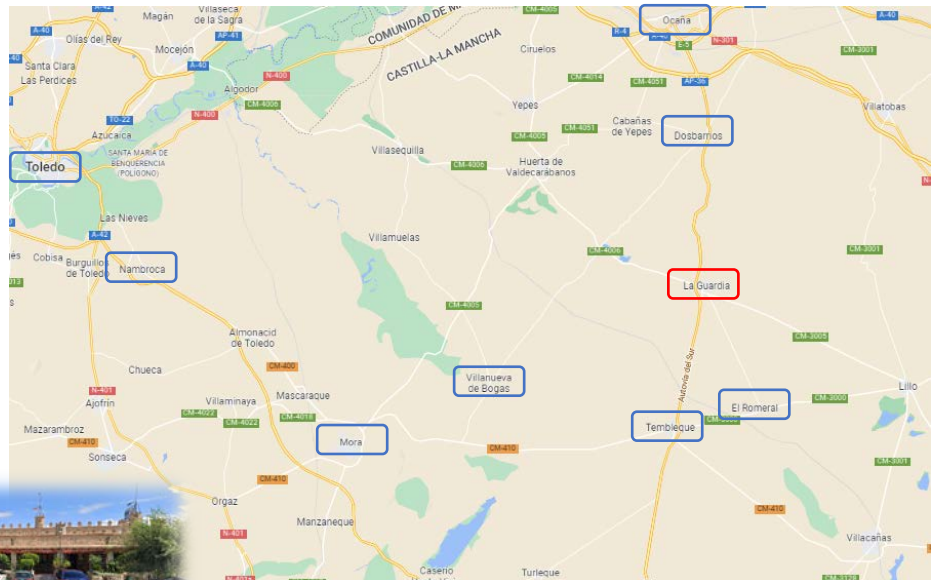 A-42
Magán
Villaseca
de la Sagra
COMUNIDAD DE M
CM-4005
A-40
A-40
Olías del Rey
AP-41
Ocaña
R-4
A-40
E-5
N-301
Mocejón
A-40
CASTILLA-LA MANCHA
Ciruelos
CM-3001
Santa Clara
Las Perdices
N-400
Algodor
CM-4006
CM-4014
CM-4051
AP-36
Yepes
Villatobas
TO-22
N-400
Azucaica
CM-4005
CM-4051
Cabañas
de Yepes
Dosbarrios
Toledo
SANTA MARIA DE
BENQUERENCIA
(POLIGONO)
Villasequilla
CM-4006
Huerta de
Valdecarábanos
Las Nieves
A-42
Villamuelas
CM-4006
CM-3001
Cobisa
Burguillos
de Toledo
Nambroca
La Guardia
CM-4005
Almonacid
de Toledo
CM-3005
CM-400
Chueca
Autovía del Sur
Villanueva
de Bogas
N-401
Ajofrín
Villaminaya
Mascaraque
Lillo
CM-4022
CM-4022
CM-4018
El Romeral
CM-3000
Mazarambroz
CM-410
Mora
Tembleque
CM-410
Sonseca
CM-3001
CM-410
Orgaz
CM-410
Manzaneque
N-401
Villacañas
Caserio
Turleque